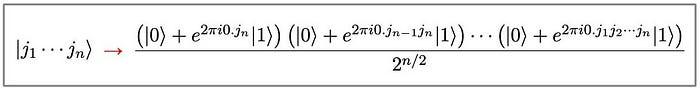 |j₁ ⋯ jₙ⟩ → (|0⟩ + e^{2πi0.jₙ}|1⟩) (|0⟩ + e^{2πi0.jₙ₋₁jₙ}|1⟩) ⋯ (|0⟩ + e^{2πi0.j₁j₂⋯jₙ}|1⟩) / 2^{n/2}